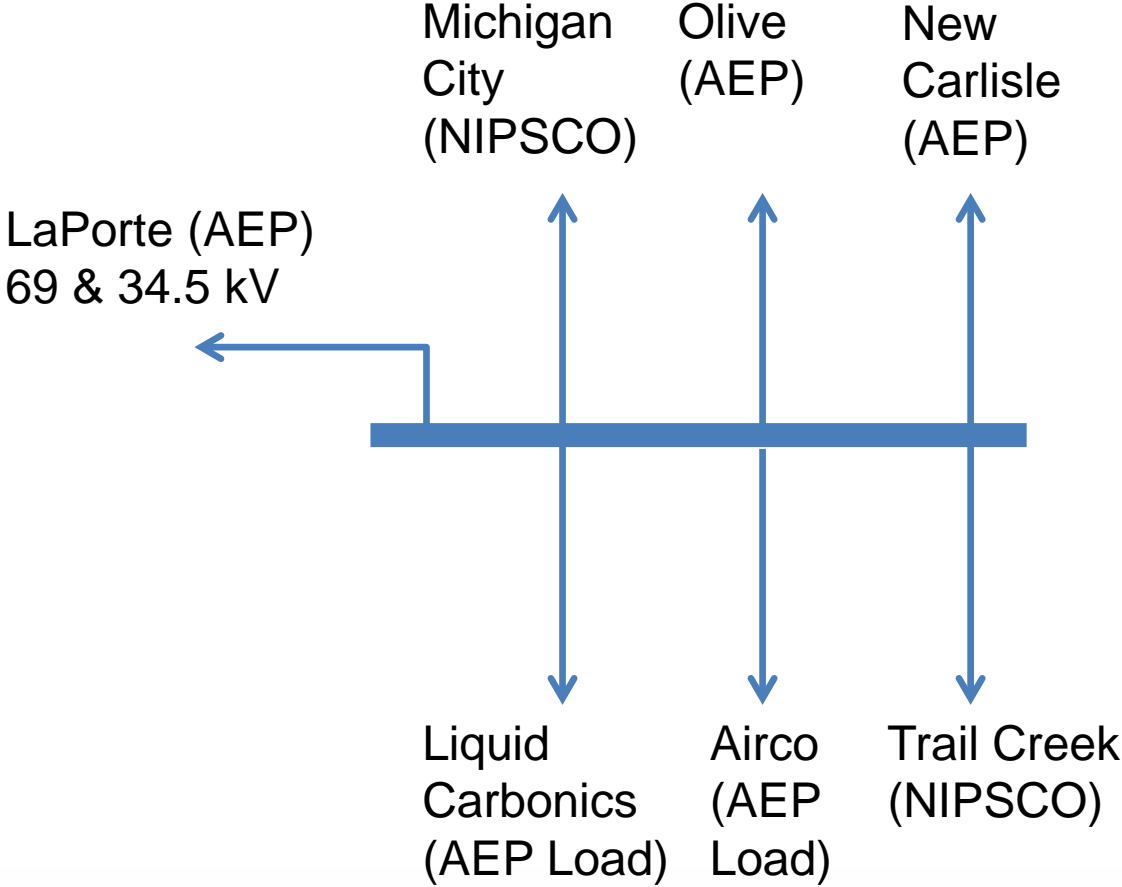 Michigan
City
(NIPSCO)
Olive
(AEP)
New
Carlisle
(AEP)
LaPorte (AEP)
69 & 34.5 kV
Liquid
Carbonics
(AEP Load)
Airco
(AEP
Load)
Trail Creek
(NIPSCO)